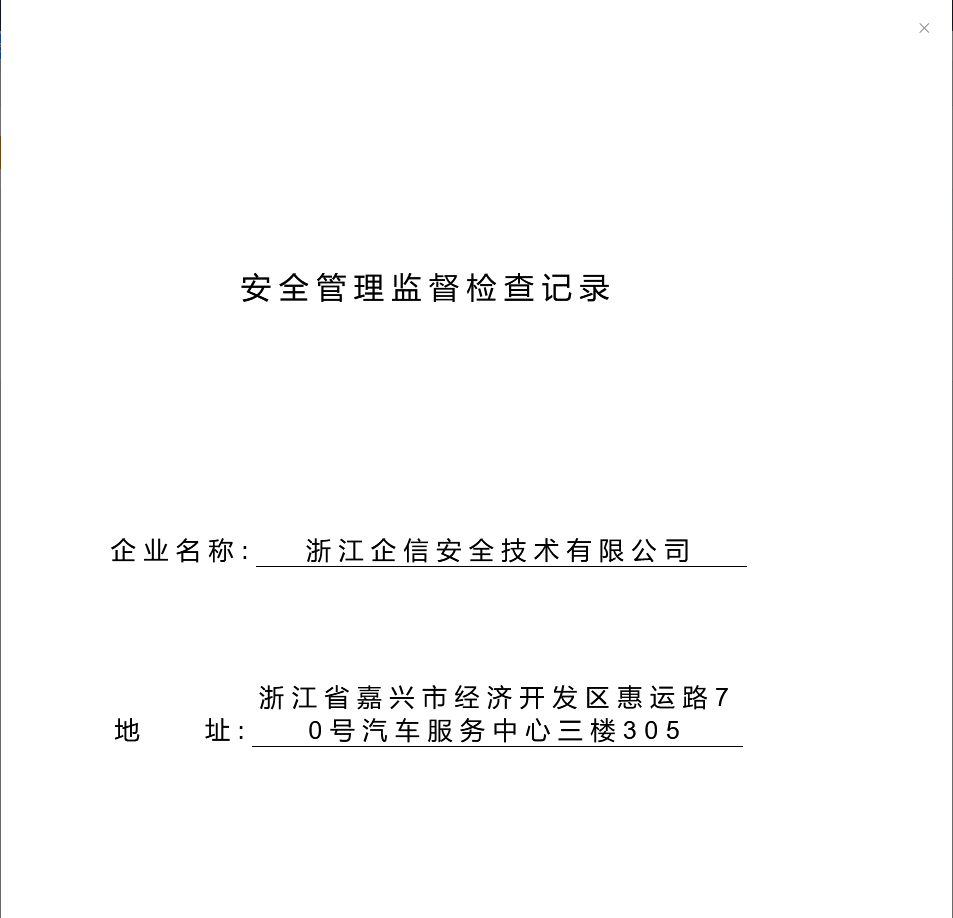 安全管理监督检查记录
企业名称: 浙江企信安全技术有限公司
浙江省嘉兴市经济开发区惠运路7
地 址: 0号汽车服务中心三楼305